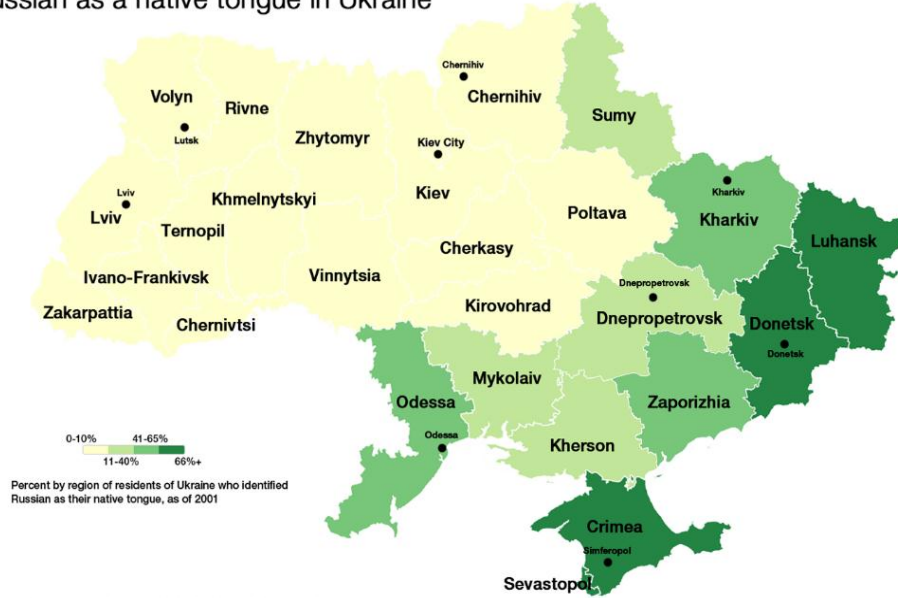 ussian as a native tongue in Ukraine
Chernihiv
Chernihiv
Volyn
Rivne
Sumy
Lutsk
Zhytomyr
Kiev City
Kharkiv
Lviv
Khmelnytskyi
Kiev
Lviv
Poltava
Kharkiv
Ternopil
Luhansk
Cherkasy
Ivano-Frankivsk
Vinnytsia
Dnepropetrovsk
Zakarpattia
Kirovohrad
Chernivtsi
Dnepropetrovsk
Donetsk
Donetsk
Mykolaiv
Odessa
Zaporizhia
Odessa
Kherson
0-10%
41-65%
11-40%
66%+
Percent by region of residents of Ukraine who identified
Russian as their native tongue, as of 2001
Crimea
Simferopol
Sevastopol